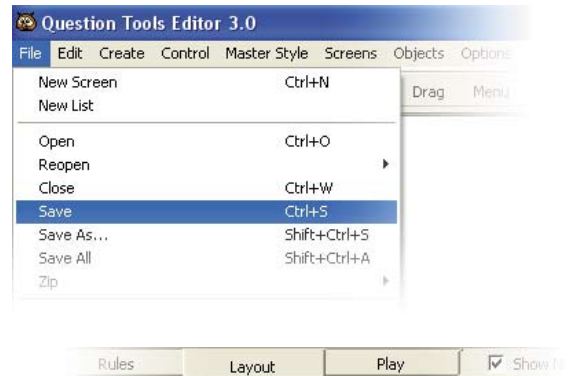 Question Tools Editor 3.0
File Edit Create Control Master Style Screens Objects Options
New Screen Ctrl+N
New List
Drag Menu
Open Ctrl+O
Reopen
Close Ctrl+W
Save Ctrl+S
Save As... Shift+Ctrl+S
Save All Shift+Ctrl+A
Zip
Rules Layout Play Show